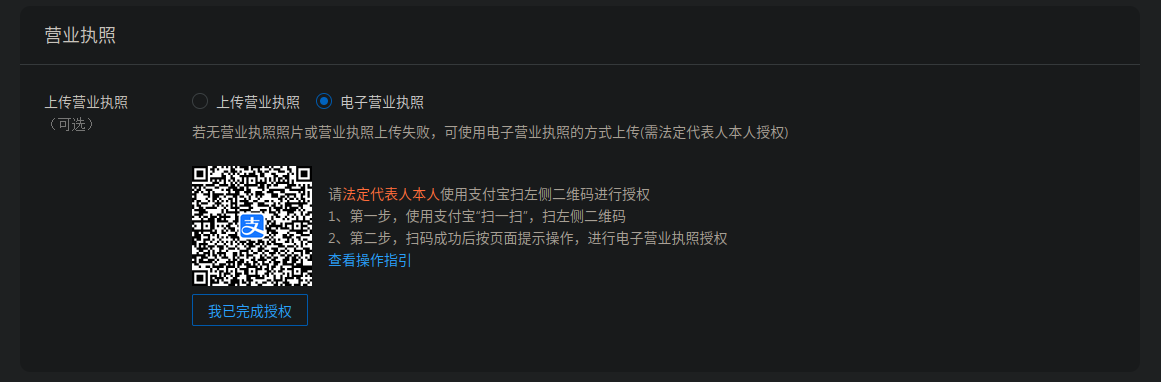 营业执照
上传营业执照
（可选）
上传营业执照 电子营业执照
若无营业执照照片或营业执照上传失败，可使用电子营业执照的方式上传(需法定代表人本人授权)
支
请法定代表人本人使用支付宝扫左侧二维码进行授权
1、第一步，使用支付宝“扫一扫”，扫左侧二维码
2、第二步，扫码成功后按页面提示操作，进行电子营业执照授权
查看操作指引
我已完成授权